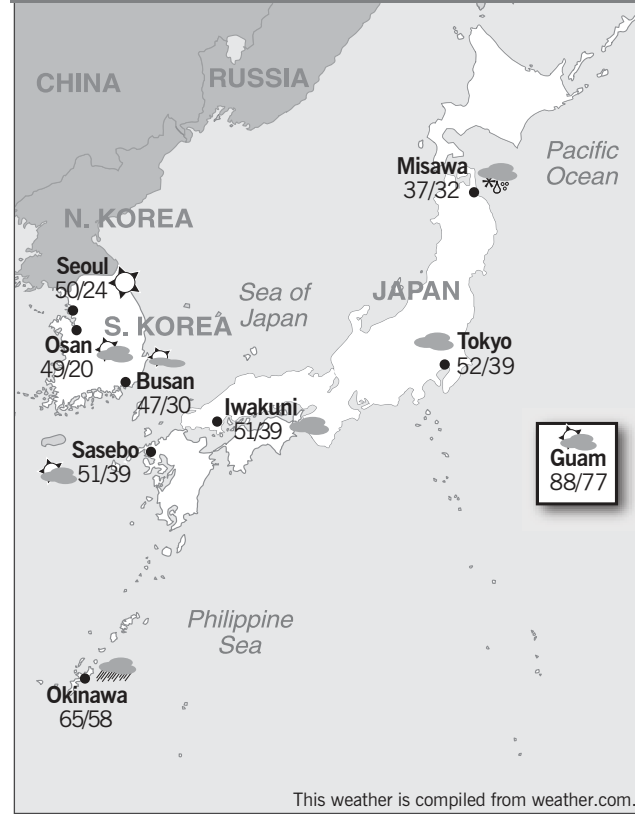 CHINA
RUSSIA
Pacific
Ocean
Misawa
37/32
N. KOREA
Seoul
50/24
Sea of
Japan
JAPAN
S. KOREA
Osan
49/20
Tokyo
52/39
Busan
47/30
Iwakuni
51/39
Sasebo
51/39
Guam
88/77
Philippine
Sea
Okinawa
65/58
This weather is compiled from weather.com.